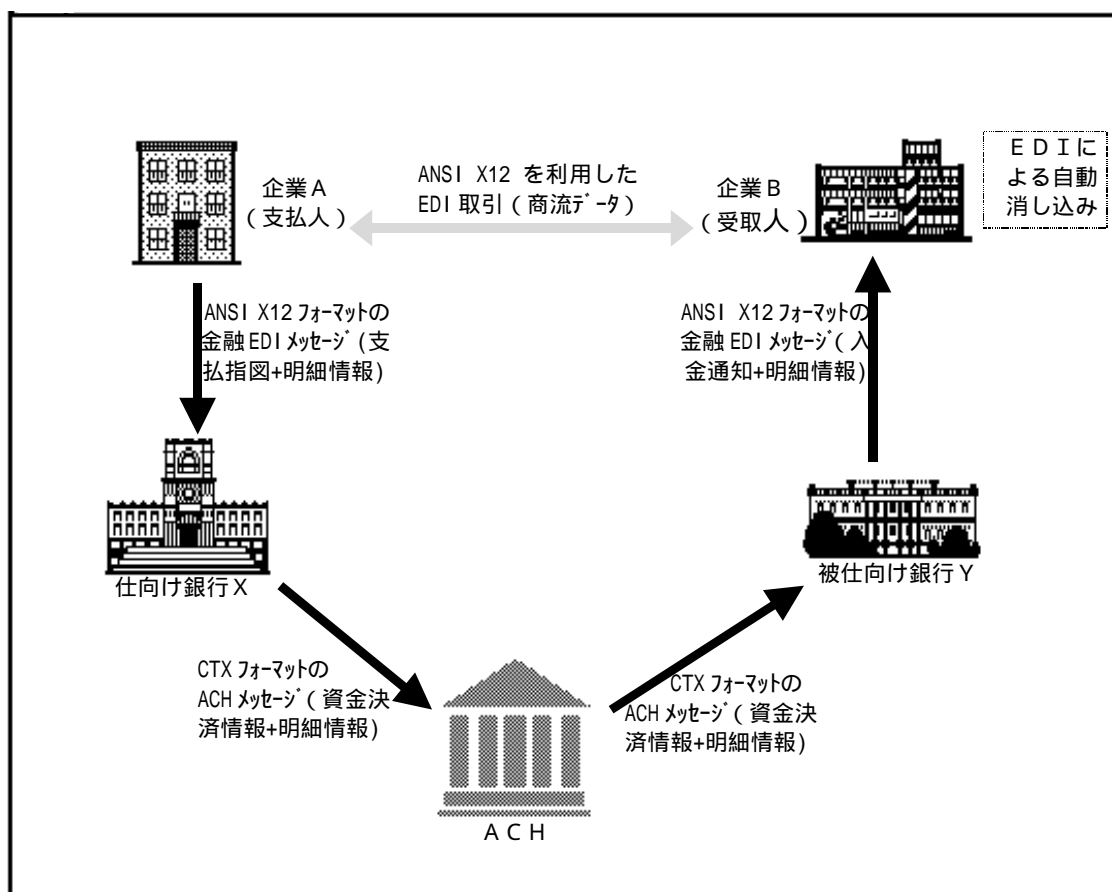 企業A
(支払人)
ANSI X12 を利用した
EDI 取引(商流ﾃﾞｰﾀ)
企業B
(受取人)
EDIに
よる自動
消し込み
ANSI X12 ﾌｫｰﾏｯﾄの
金融 EDI ﾒｯｾｰｼﾞ(支
払指図+明細情報)
ANSI X12 ﾌｫｰﾏｯﾄの
金融 EDI ﾒｯｾｰｼﾞ(入
金通知+明細情報)
仕向け銀行X
被仕向け銀行Y
CTX ﾌｫｰﾏｯﾄの
ACH ﾒｯｾｰｼﾞ(資金決
済情報+明細情報)
CTX ﾌｫｰﾏｯﾄの
ACH ﾒｯｾｰｼﾞ(資金決
済情報+明細情報)
ACH